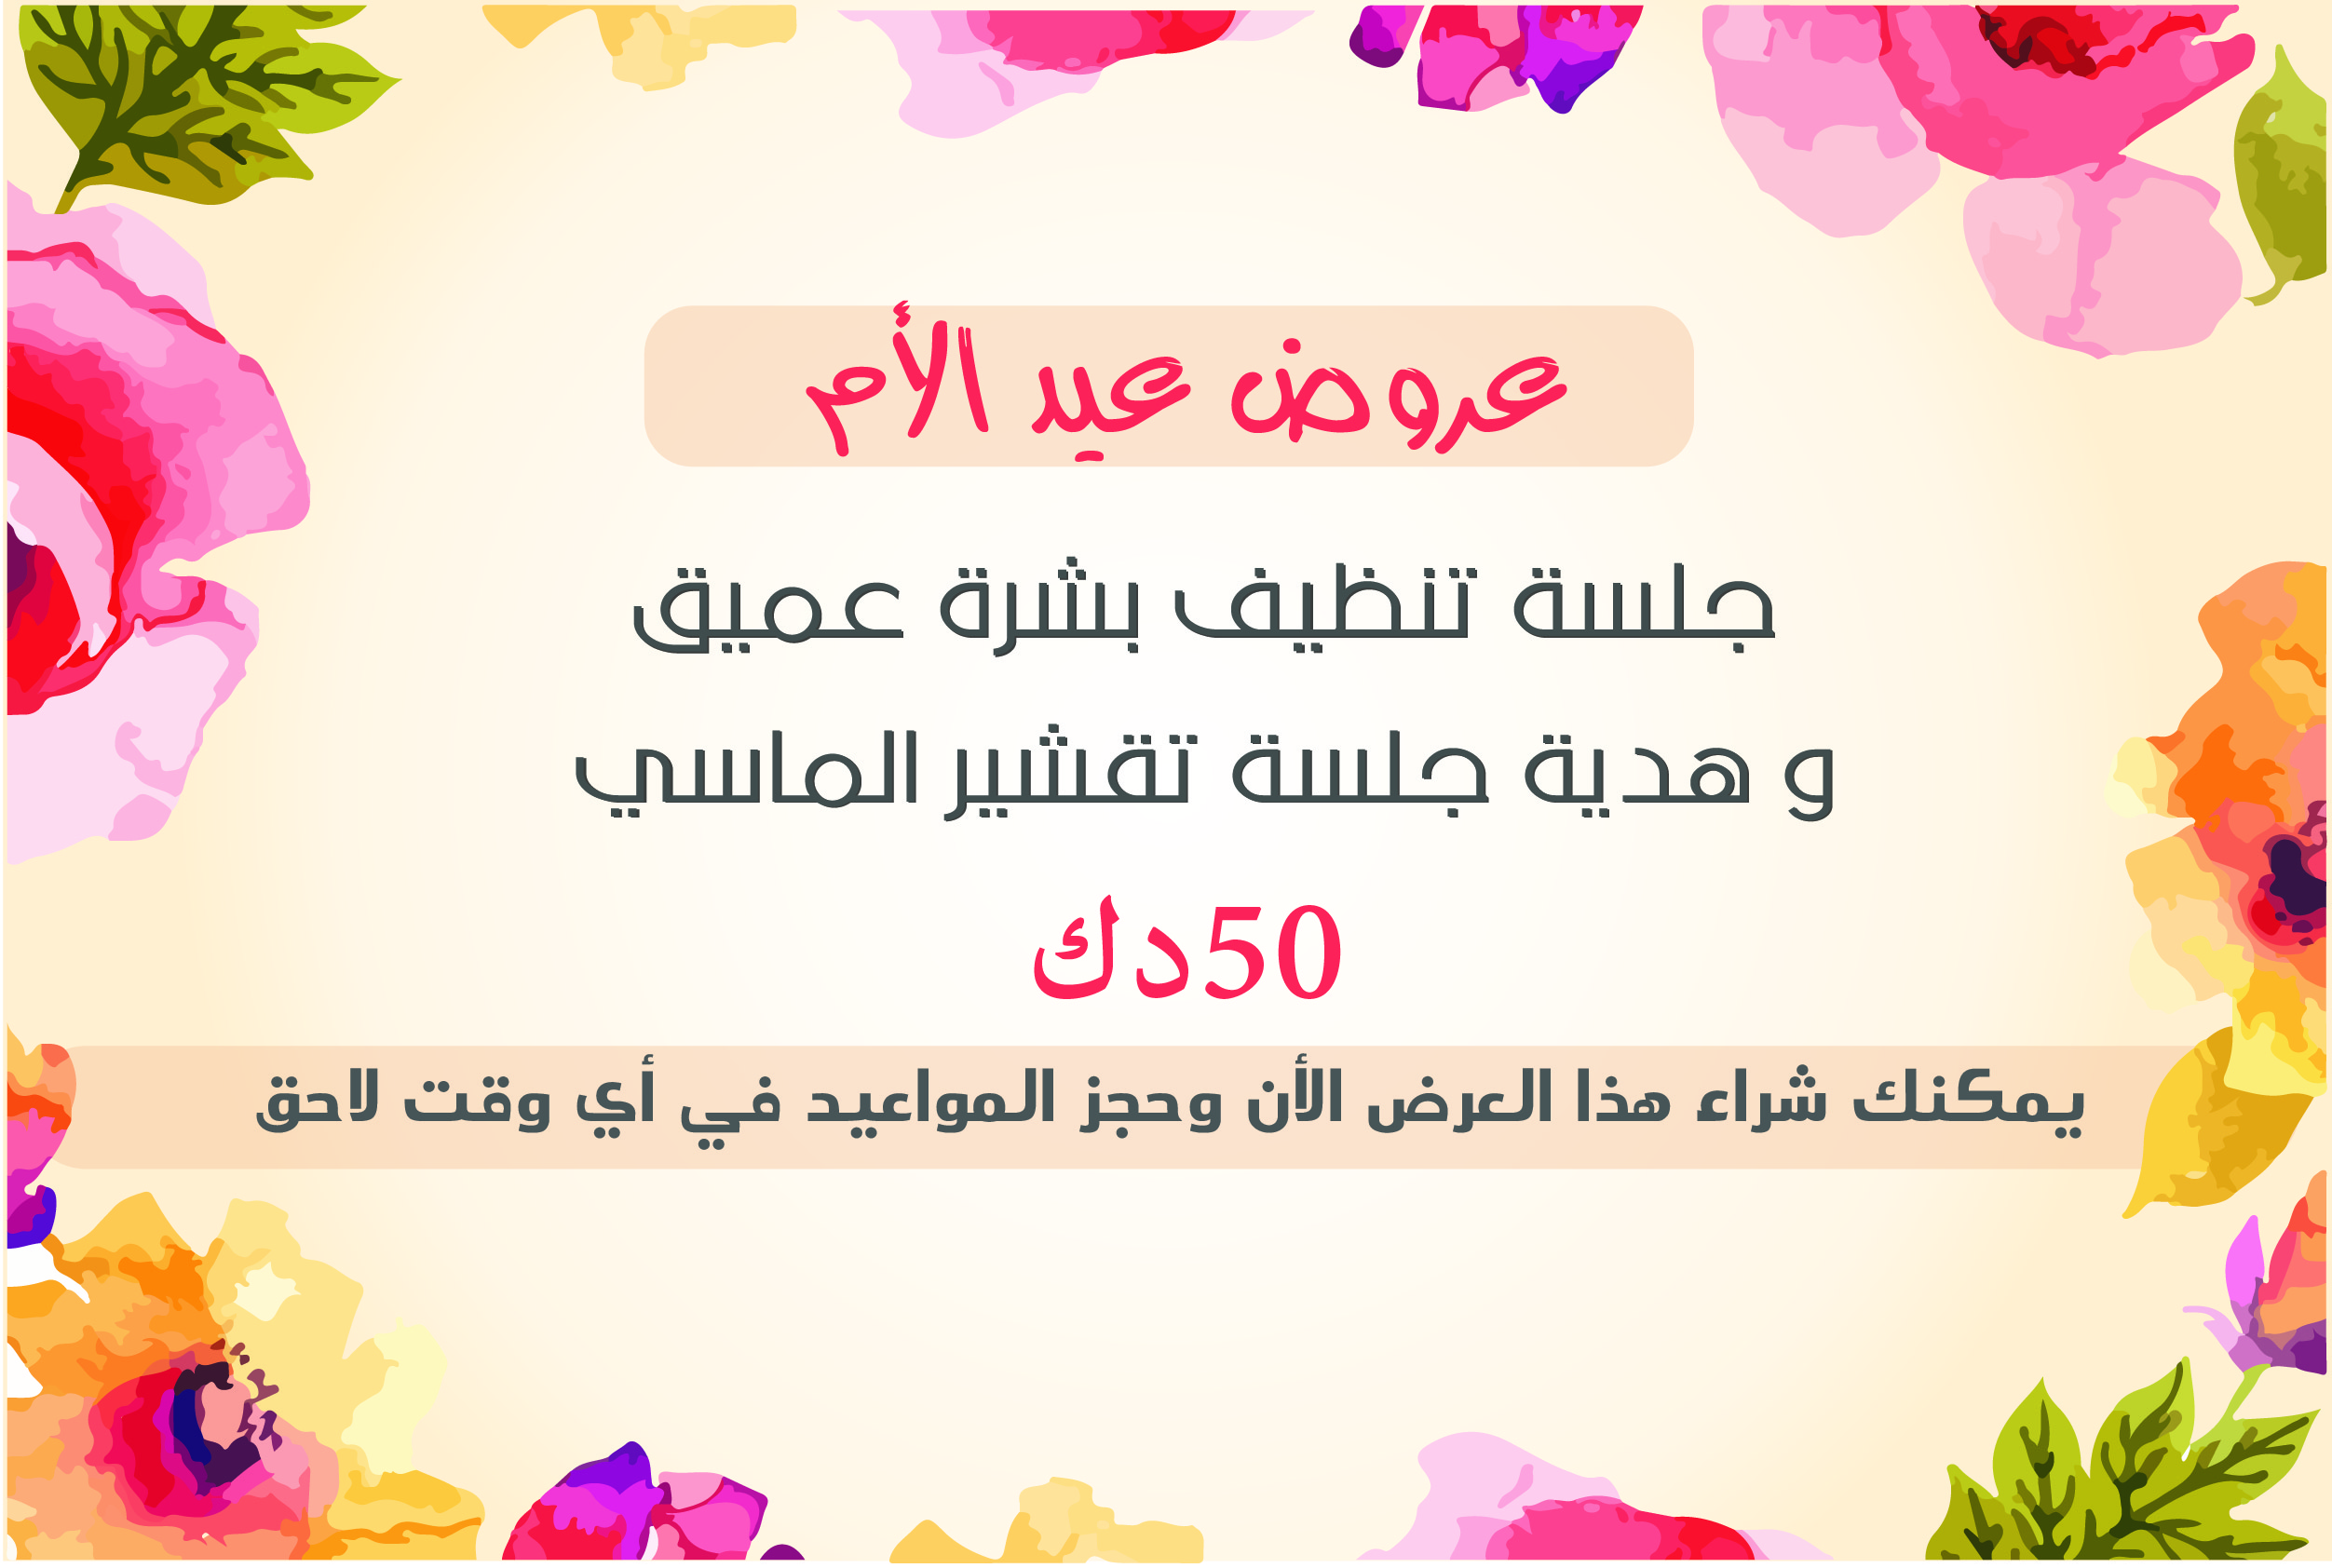 عروض عيد الأم
جلسة تنظيف بشرة عميق
و هدية جلسة تقشير الماسي
50دك
يمكنك شراء هذا العرض الأن وحجز المواعيد في أي وقت لاحق